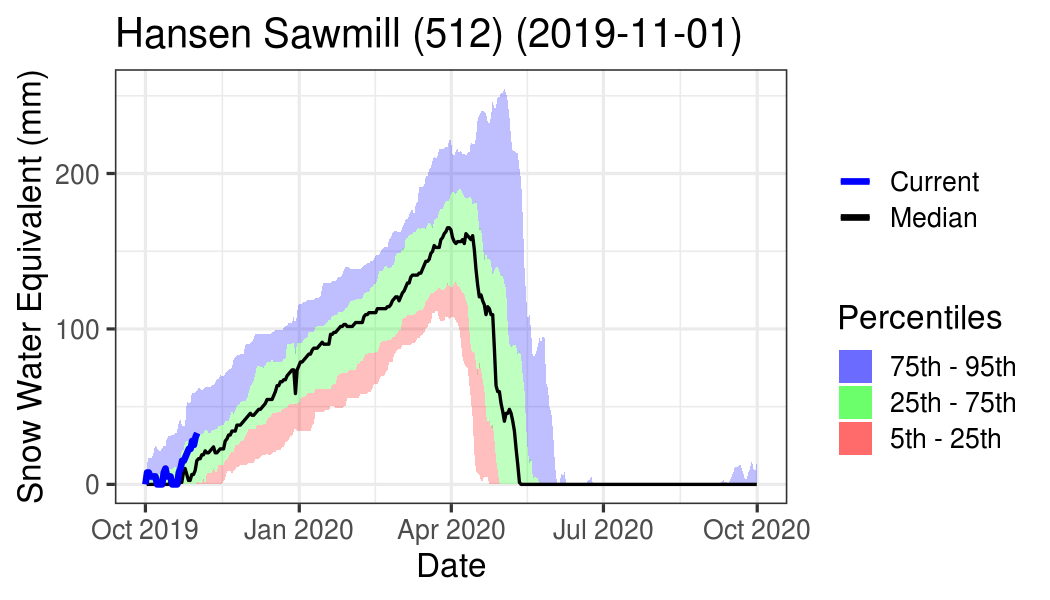 Hansen Sawmill (512) (2019-11-01)
Snow Water Equivalent (mm)
200
100
0
Oct 2019 Jan 2020 Apr 2020 Jul 2020 Oct 2020
Date
Current
Median
Percentiles
75th - 95th
25th - 75th
5th - 25th